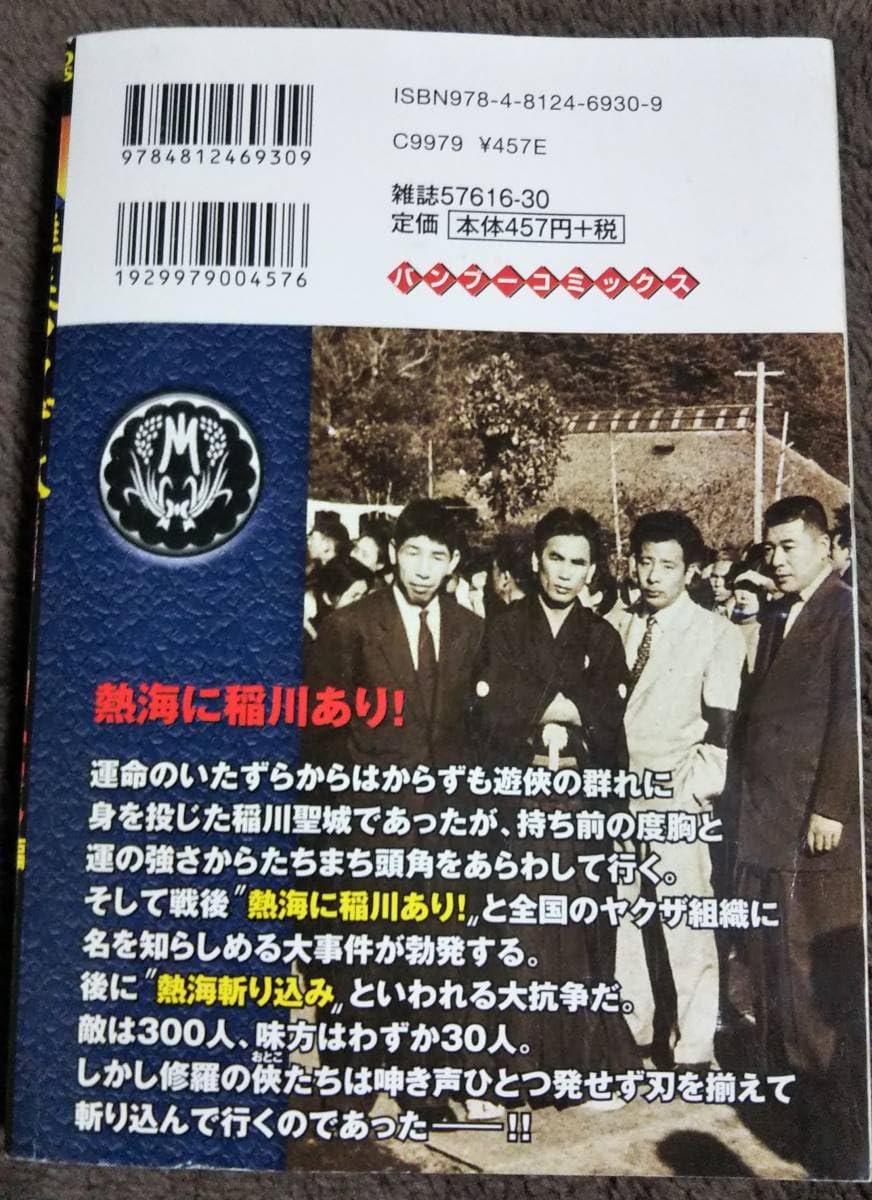 ISBN978-4-8124-6930-9
9784812469309
C9979 ¥457E
雑誌57616-30
定価 本体457円+税
1929979004576
バンブーコミックス
M
熱海に稲川あり!
運命のいたずらからはからずも遊俠の群れに
身を投じた稲川聖城であったが、持ち前の度胸と
運の強さからたちまち頭角をあらわして行く。
そして戦後〝熱海に稲川あり!〟と全国のヤクザ組織に
名を知らしめる大事件が勃発する。
後に〝熱海斬り込み〟といわれる大抗争だ。
敵は300人、味方はわずか30人。
おとこ
しかし修羅の俠たちは呻き声ひとつ発せず刃を揃えて
斬り込んで行くのであった——!!
編